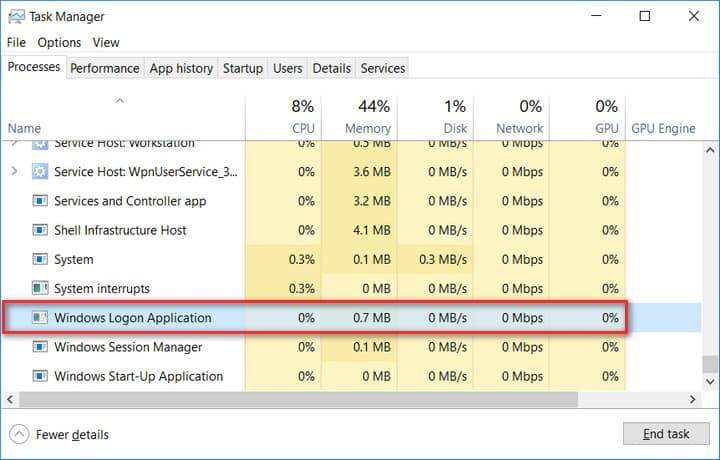 Task Manager
File Options View
Processes Performance App history Startup Users Details Services
8% 44% 1% 0% 0%
Name CPU Memory Disk Network GPU GPU Engine
Service Host: Workstation 0% 0.5 MB 0 MB/s 0 Mbps 0%
Service Host: WpnUserService_3... 0% 3.6 MB 0 MB/s 0 Mbps 0%
Services and Controller app 0% 3.2 MB 0 MB/s 0 Mbps 0%
Shell Infrastructure Host 0% 4.1 MB 0 MB/s 0 Mbps 0%
System 0.3% 0.1 MB 0.3 MB/s 0 Mbps 0%
System interrupts 0.3% 0 MB 0 MB/s 0 Mbps 0%
Windows Logon Application 0% 0.7 MB 0 MB/s 0 Mbps 0%
Windows Session Manager 0% 0.1 MB 0 MB/s 0 Mbps 0%
Windows Start-Up Application 0% 0 MB 0 MB/s 0 Mbps 0%
Fewer details End task